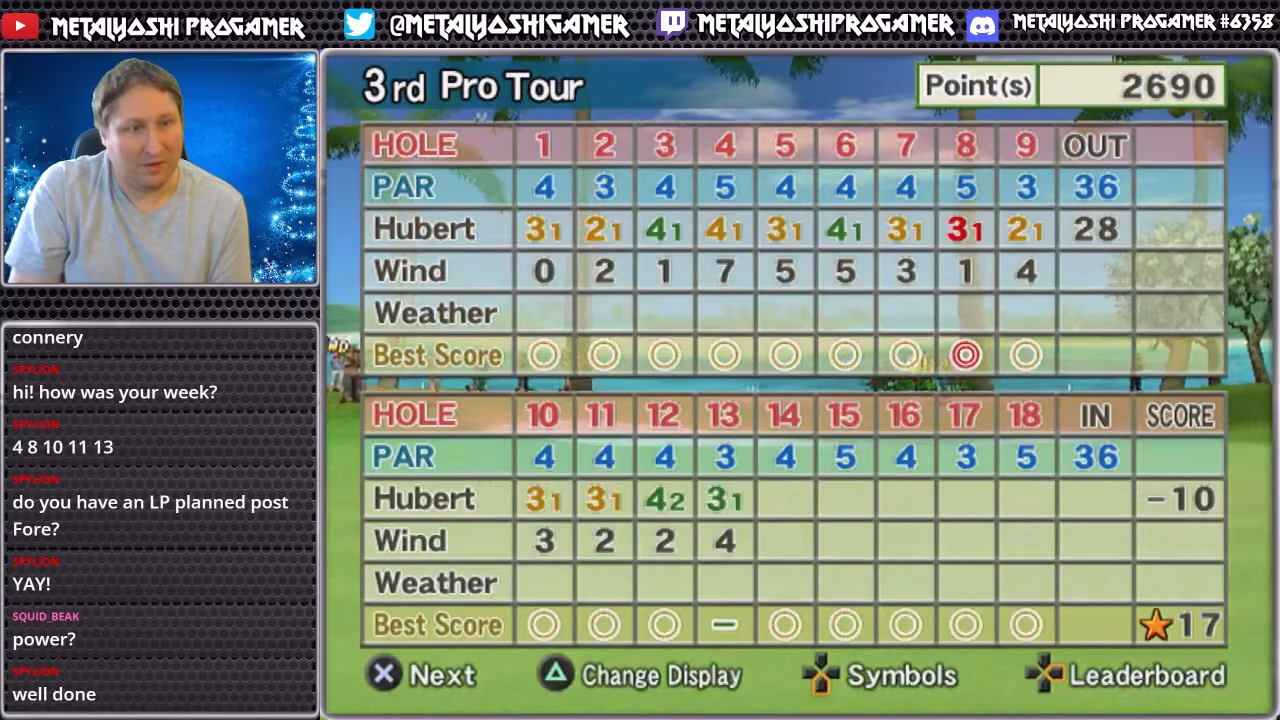 METALYOSHI PROGAMER @METALYOSHIGAMER METALYOSHIPROGAMER METALYOSHI PROGAMER #6358
3rd Pro Tour Point(s) 2690
HOLE 1 2 3 4 5 6 7 8 9 OUT
PAR 4 3 4 5 4 4 4 5 3 36
Hubert 31 21 41 41 31 41 31 31 21 28
Wind 0 2 1 7 5 5 3 1 4
Weather
Best Score
HOLE 10 11 12 13 14 15 16 17 18 IN SCORE
PAR 4 4 4 3 4 5 4 3 5 36
Hubert 31 31 42 31 -10
Wind 3 2 2 4
Weather
Best Score – 17
Next Change Display Symbols Leaderboard
connery
SPYLION
hi! how was your week?
SPYLION
4 8 10 11 13
SPYLION
do you have an LP planned post
Fore?
SPYLION
YAY!
SQUID_BEAK
power?
SPYLION
well done